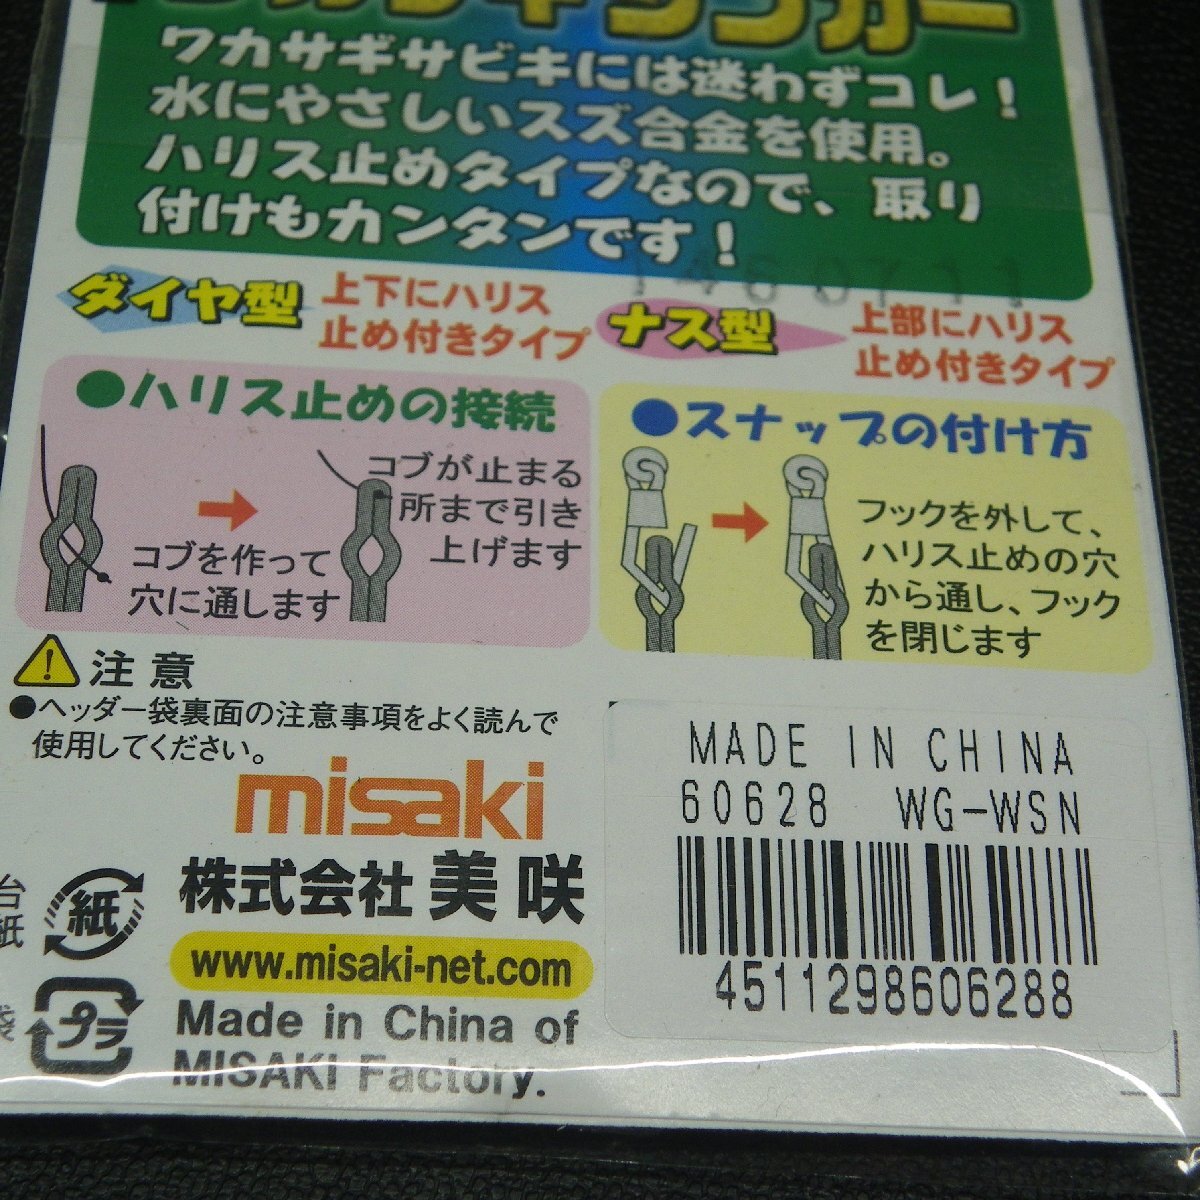 ワカサギシンカー
ワカサギサビキには迷わずコレ！
水にやさしいスズ合金を使用。
ハリス止めタイプなので、取り
付けもカンタンです！
1460711
ダイヤ型
上下にハリス
止め付きタイプ
ナス型
上部にハリス
止め付きタイプ
●ハリス止めの接続
コブを作って
穴に通します
コブが止まる
所まで引き
上げます
●スナップの付け方
フックを外して、
ハリス止めの穴
から通し、フック
を閉じます
注意
●ヘッダー袋裏面の注意事項をよく読んで
使用してください。
misaki
株式会社 美咲
www.misaki-net.com
Made in China of
MISAKI Factory.
台紙
紙
袋
プラ
MADE IN CHINA
60628 WG-WSN
4511298606288